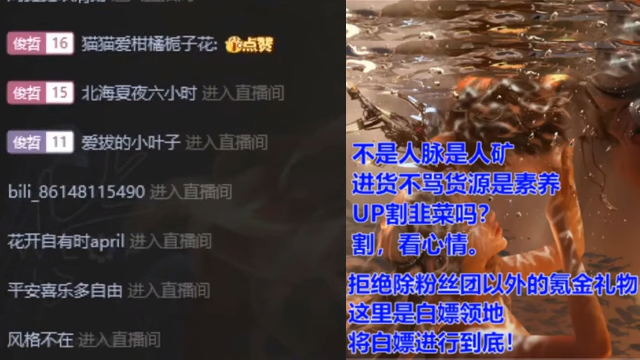 俊哲 16 猫猫爱柑橘栀子花: 点赞
俊哲 15 北海夏夜六小时 进入直播间
俊哲 11 爱拔的小叶子 进入直播间
bili_86148115490 进入直播间
花开自有时april 进入直播间
平安喜乐多自由 进入直播间
风格不在 进入直播间
不是人脉是人矿
进货不骂货源是素养
UP割韭菜吗?
割，看心情。
拒绝除粉丝团以外的氪金礼物
这里是白嫖领地
将白嫖进行到底!